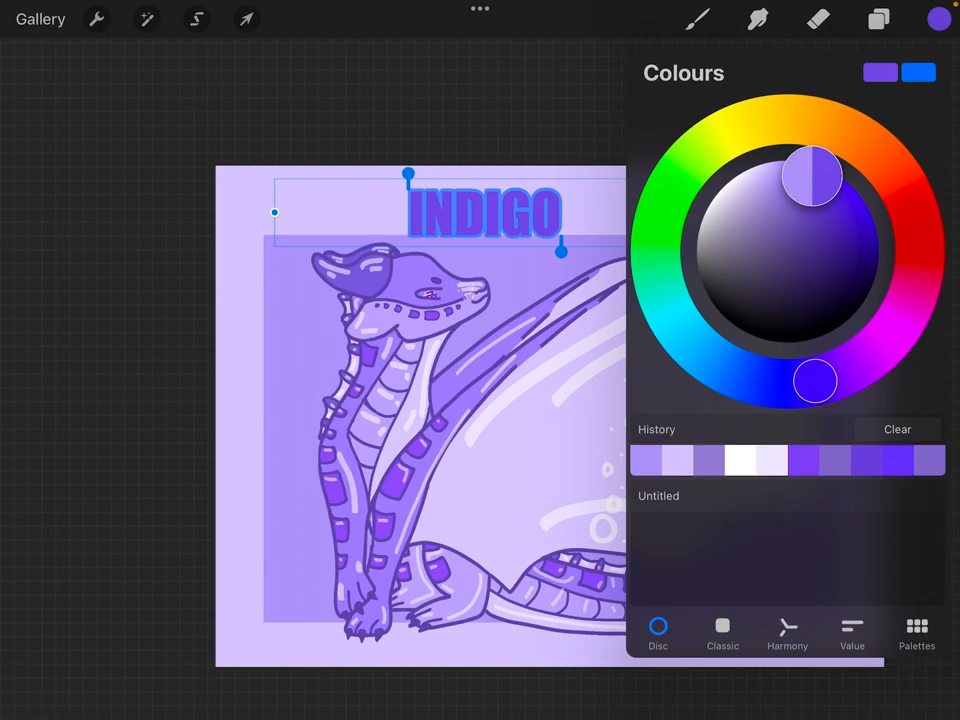 Gallery
Colours
INDIGO
History
Clear
Untitled
Disc
Classic
Harmony
Value
Palettes